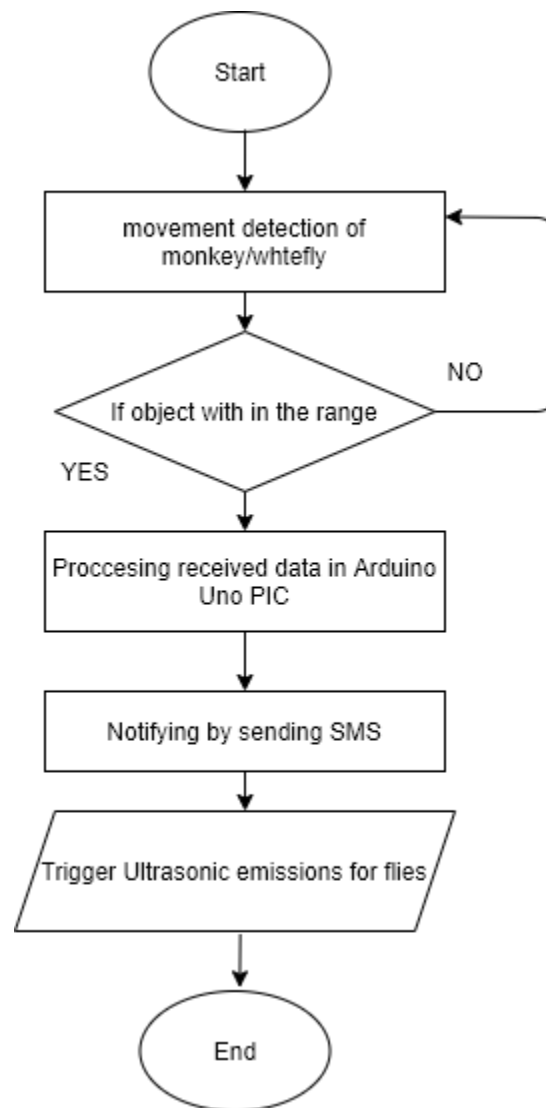 Start
movement detection of
monkey/whtefly
NO
If object with in the range
YES
Proccesing received data in Arduino
Uno PIC
Notifying by sending SMS
Trigger Ultrasonic emissions for flies
End